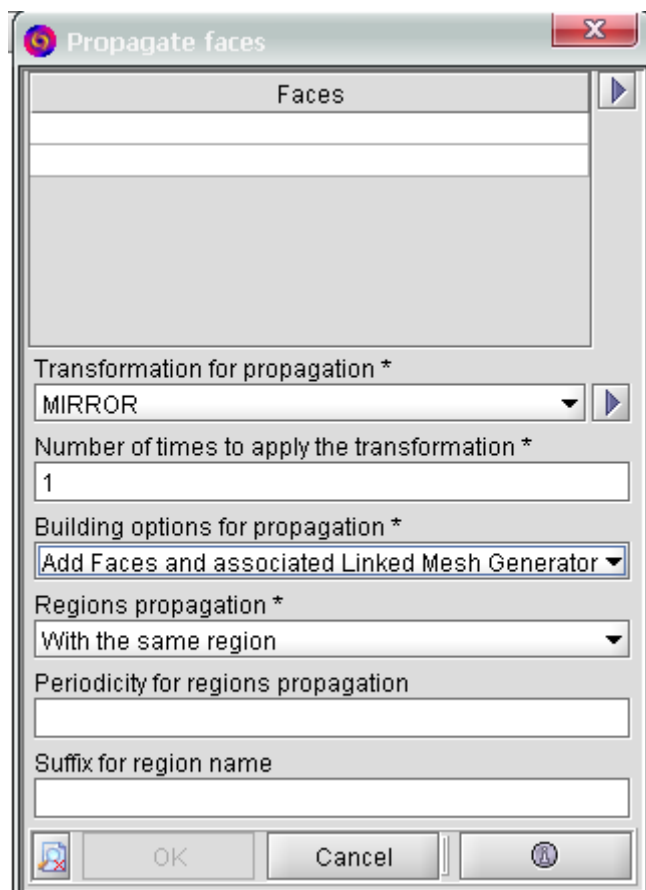 Propagate faces
Faces
Transformation for propagation *
MIRROR
Number of times to apply the transformation *
1
Building options for propagation *
Add Faces and associated Linked Mesh Generator
Regions propagation *
With the same region
Periodicity for regions propagation
Suffix for region name
OK
Cancel